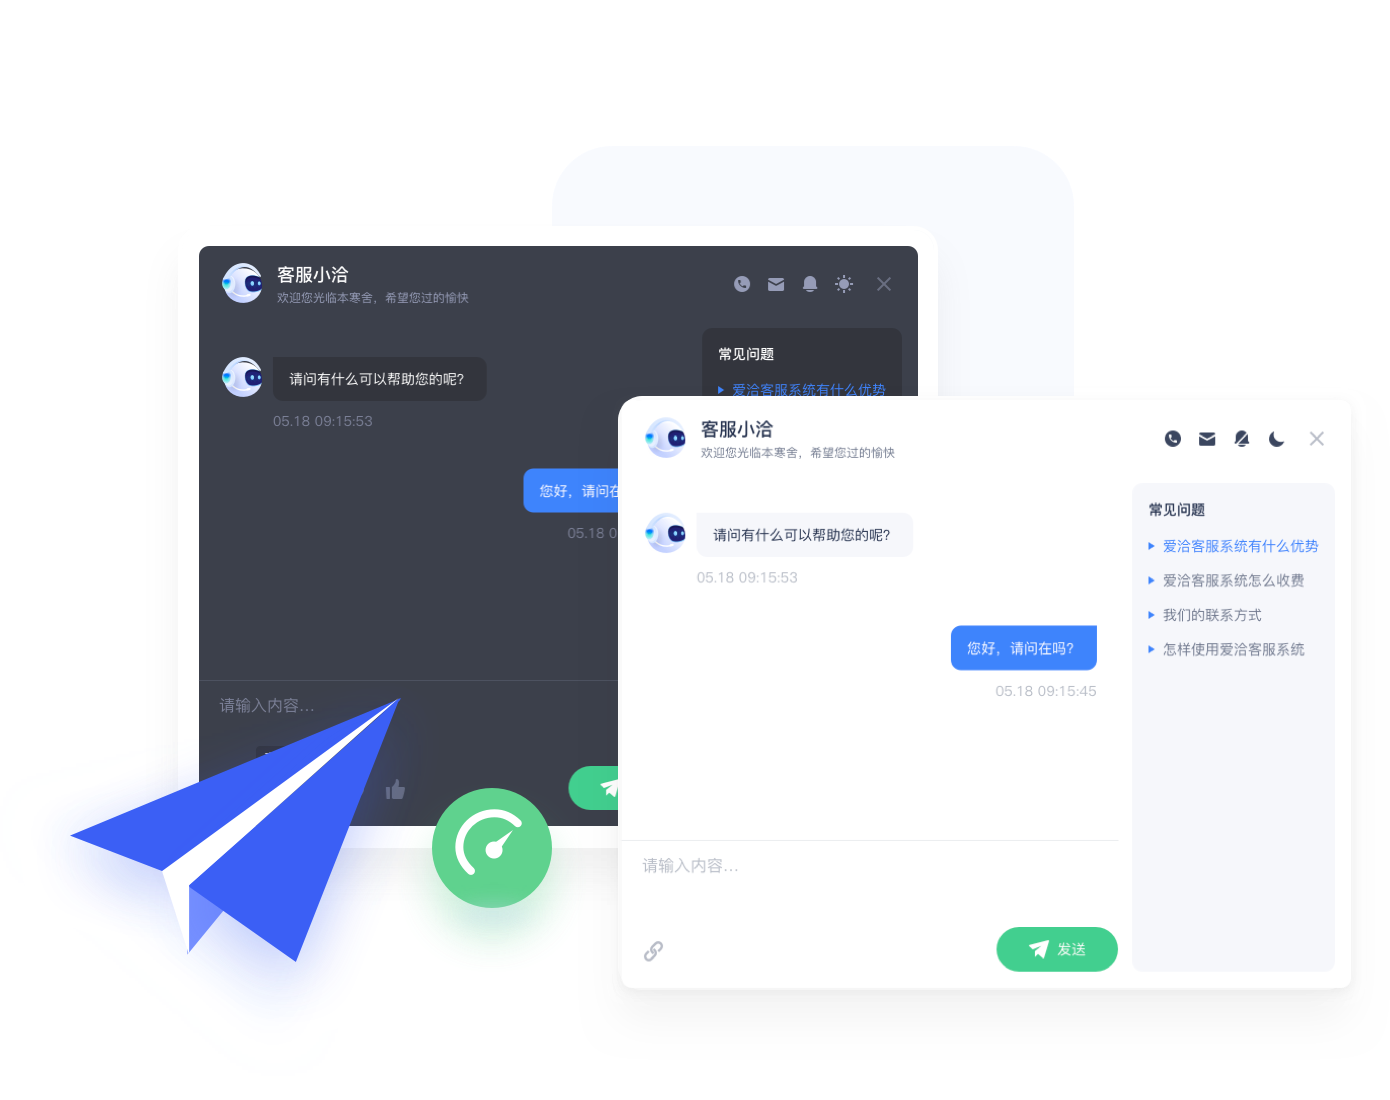 客服小洽
欢迎您光临本寒舍，希望您过的愉快
常见问题
爱洽客服系统有什么优势
请问有什么可以帮助您的呢？
05.18 09:15:53
您好，请问在
05.18 0
请输入内容...
客服小洽
欢迎您光临本寒舍，希望您过的愉快
请问有什么可以帮助您的呢？
05.18 09:15:53
您好，请问在吗？
05.18 09:15:45
请输入内容...
发送
常见问题
爱洽客服系统有什么优势
爱洽客服系统怎么收费
我们的联系方式
怎样使用爱洽客服系统